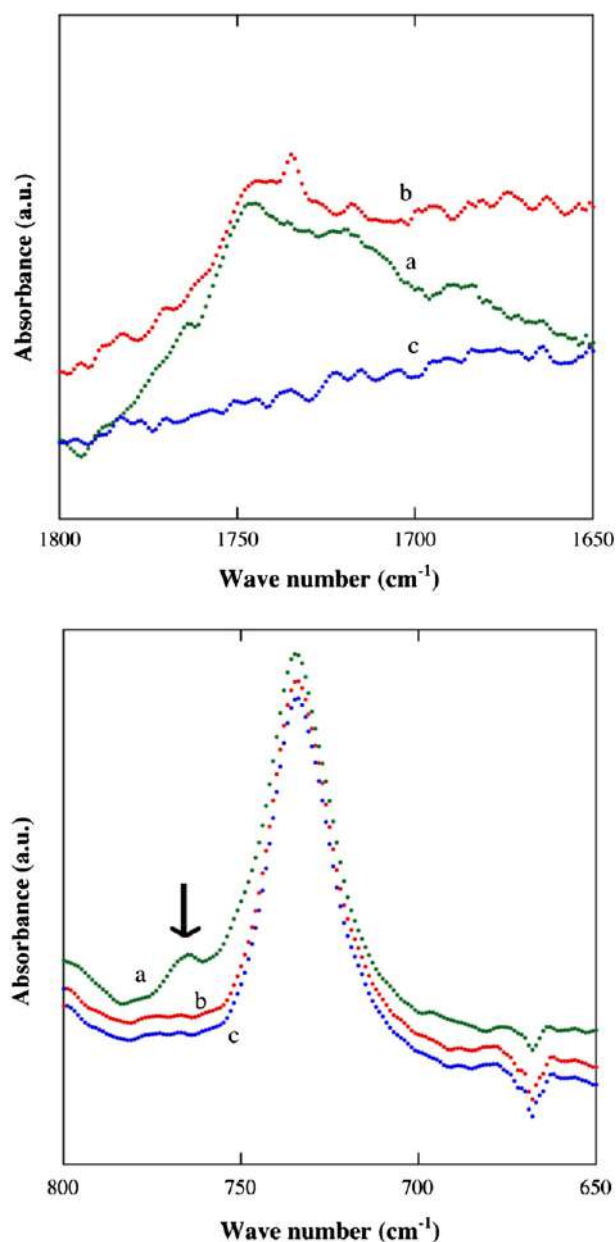 Absorbance (a.u.)
b
a
c
1800
1750
1700
1650
Wave number (cm-1)
Absorbance (a.u.)
a
b
c
800
750
700
650
Wave number (cm-1)